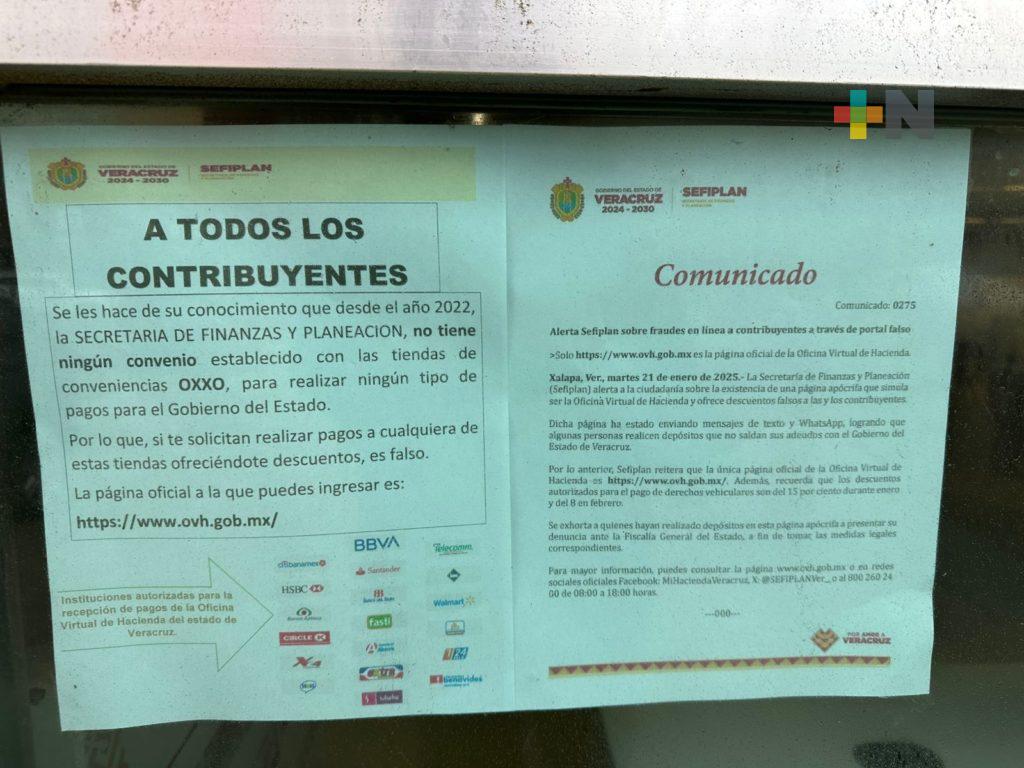 +N
GOBIERNO DEL ESTADO DE
VERACRUZ
2024 - 2030
SEFIPLAN
SECRETARÍA DE FINANZAS
Y PLANEACIÓN
A TODOS LOS
CONTRIBUYENTES
Se les hace de su conocimiento que desde el año 2022,
la SECRETARIA DE FINANZAS Y PLANEACION, no tiene
ningún convenio establecido con las tiendas de
conveniencias OXXO, para realizar ningún tipo de
pagos para el Gobierno del Estado.
Por lo que, si te solicitan realizar pagos a cualquiera de
estas tiendas ofreciéndote descuentos, es falso.
La página oficial a la que puedes ingresar es:
https://www.ovh.gob.mx/
Instituciones autorizadas para la
recepción de pagos de la Oficina
Virtual de Hacienda del estado de
Veracruz.
BBVA
Telecomm
citibanamex
Santander
HSBC
Walmart
Banco Azteca
fasti
CIRCLE K
X24
24
extra
benavides
GOBIERNO DEL ESTADO DE
VERACRUZ
2024 - 2030
SEFIPLAN
SECRETARÍA DE FINANZAS
Y PLANEACIÓN
Comunicado
Comunicado: 0275
Alerta Sefiplan sobre fraudes en línea a contribuyentes a través de portal falso
>Solo https://www.ovh.gob.mx es la página oficial de la Oficina Virtual de Hacienda.
Xalapa, Ver., martes 21 de enero de 2025.- La Secretaría de Finanzas y Planeación
(Sefiplan) alerta a la ciudadanía sobre la existencia de una página apócrifa que simula
ser la Oficina Virtual de Hacienda y ofrece descuentos falsos a las y los contribuyentes.
Dicha página ha estado enviando mensajes de texto y WhatsApp, logrando que
algunas personas realicen depósitos que no saldan sus adeudos con el Gobierno del
Estado de Veracruz.
Por lo anterior, Sefiplan reitera que la única página oficial de la Oficina Virtual de
Hacienda es https://www.ovh.gob.mx/. Además, recuerda que los descuentos
autorizados para el pago de derechos vehiculares son del 15 por ciento durante enero
y del 8 en febrero.
Se exhorta a quienes hayan realizado depósitos en esta página apócrifa a presentar su
denuncia ante la Fiscalía General del Estado, a fin de tomar las medidas legales
correspondientes.
Para mayor información, puedes consultar la página www.ovh.gob.mx o en redes
sociales oficiales Facebook: MiHaciendaVeracruz, X: @SEFIPLANVer_ o al 800 260 24
00 de 08:00 a 18:00 horas.
---000---
POR AMOR A
VERACRUZ